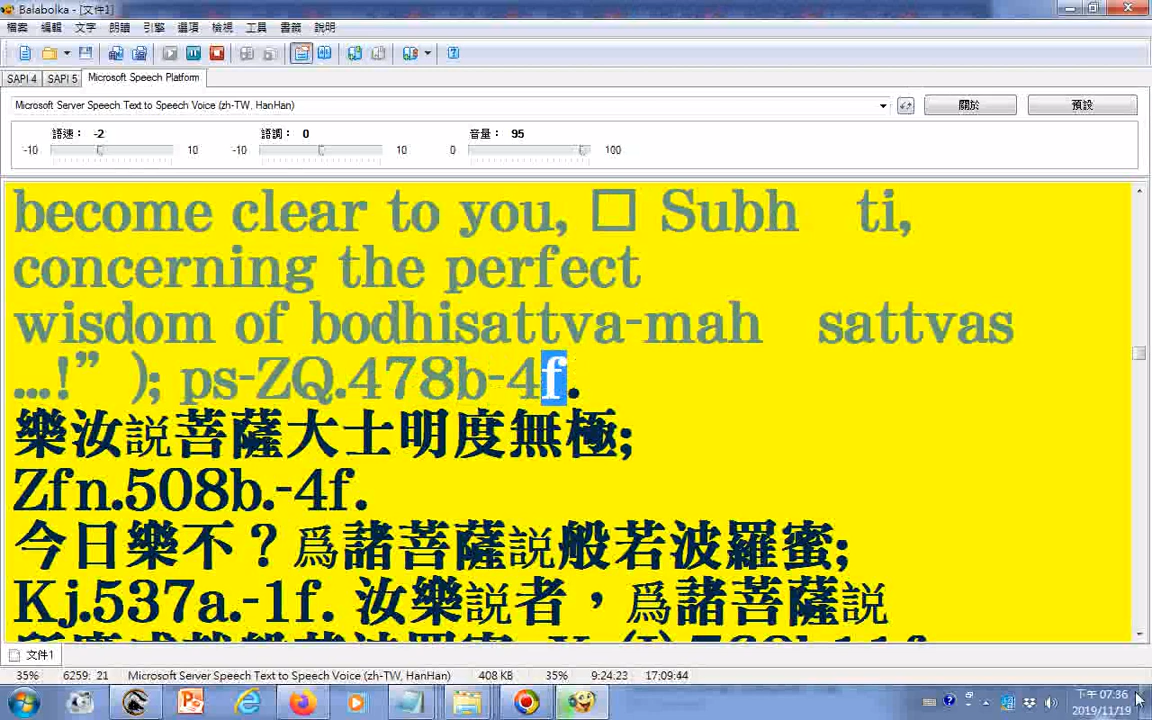 Balabolka - [文件1]
檔案 編輯 文字 朗讀 引擎 選項 檢視 工具 書籤 說明
SAPI 4 SAPI 5 Microsoft Speech Platform
Microsoft Server Speech Text to Speech Voice (zh-TW, HanHan) 關於 預設
語速： -2 語調： 0 音量： 95
-10 10 -10 10 0 100
become clear to you, □ Subh ti,
concerning the perfect
wisdom of bodhisattva-mah sattvas
...!” ); ps-ZQ.478b-4f.
樂汝説菩薩大士明度無極;
Zfn.508b.-4f.
今日樂不？爲諸菩薩説般若波羅蜜;
Kj.537a.-1f. 汝樂説者，爲諸菩薩説
文件1
35% 6259: 21 Microsoft Server Speech Text to Speech Voice (zh-TW, HanHan) 408 KB 35% 9:24:23 17:09:44
下午 07:36
2019/11/19